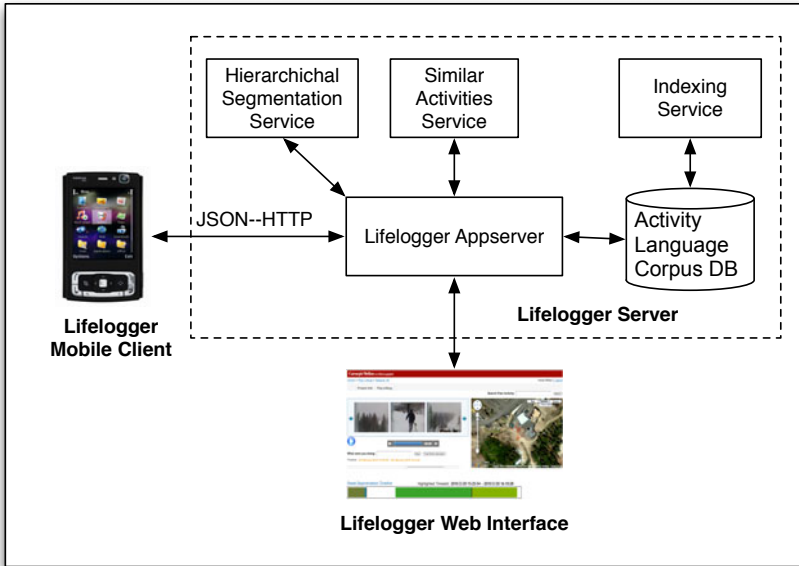 Hierarchichal
Segmentation
Service
Similar
Activities
Service
Indexing
Service
JSON--HTTP
Lifelogger Appserver
Activity
Language
Corpus DB
Lifelogger Server
Lifelogger
Mobile Client
Lifelogger Web Interface